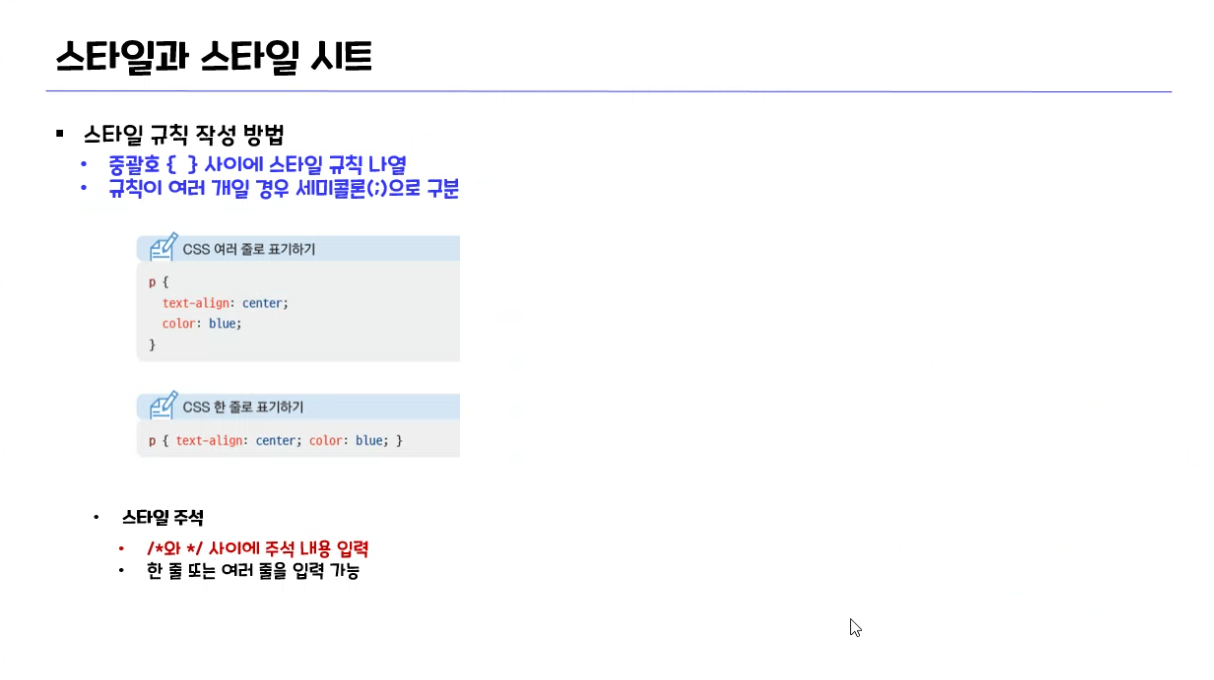 스타일과 스타일 시트
▪ 스타일 규칙 작성 방법
• 중괄호 { } 사이에 스타일 규칙 나열
• 규칙이 여러 개일 경우 세미콜론(;)으로 구분
CSS 여러 줄로 표기하기
p {
  text-align: center;
  color: blue;
}
CSS 한 줄로 표기하기
p { text-align: center; color: blue; }
• 스타일 주석
• /*와 */ 사이에 주석 내용 입력
• 한 줄 또는 여러 줄을 입력 가능